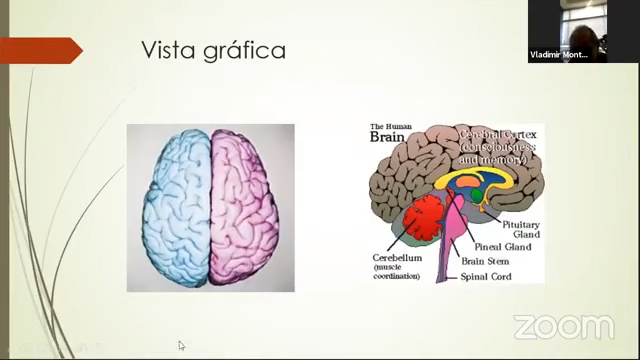 Vista gráfica
Vladimir Mont...
The Human
Brain
Cerebral Cortex
(consciousness
and memory)
Pituitary
Gland
Pineal Gland
Cerebellum
(muscle
coordination)
Brain Stem
Spinal Cord
zoom